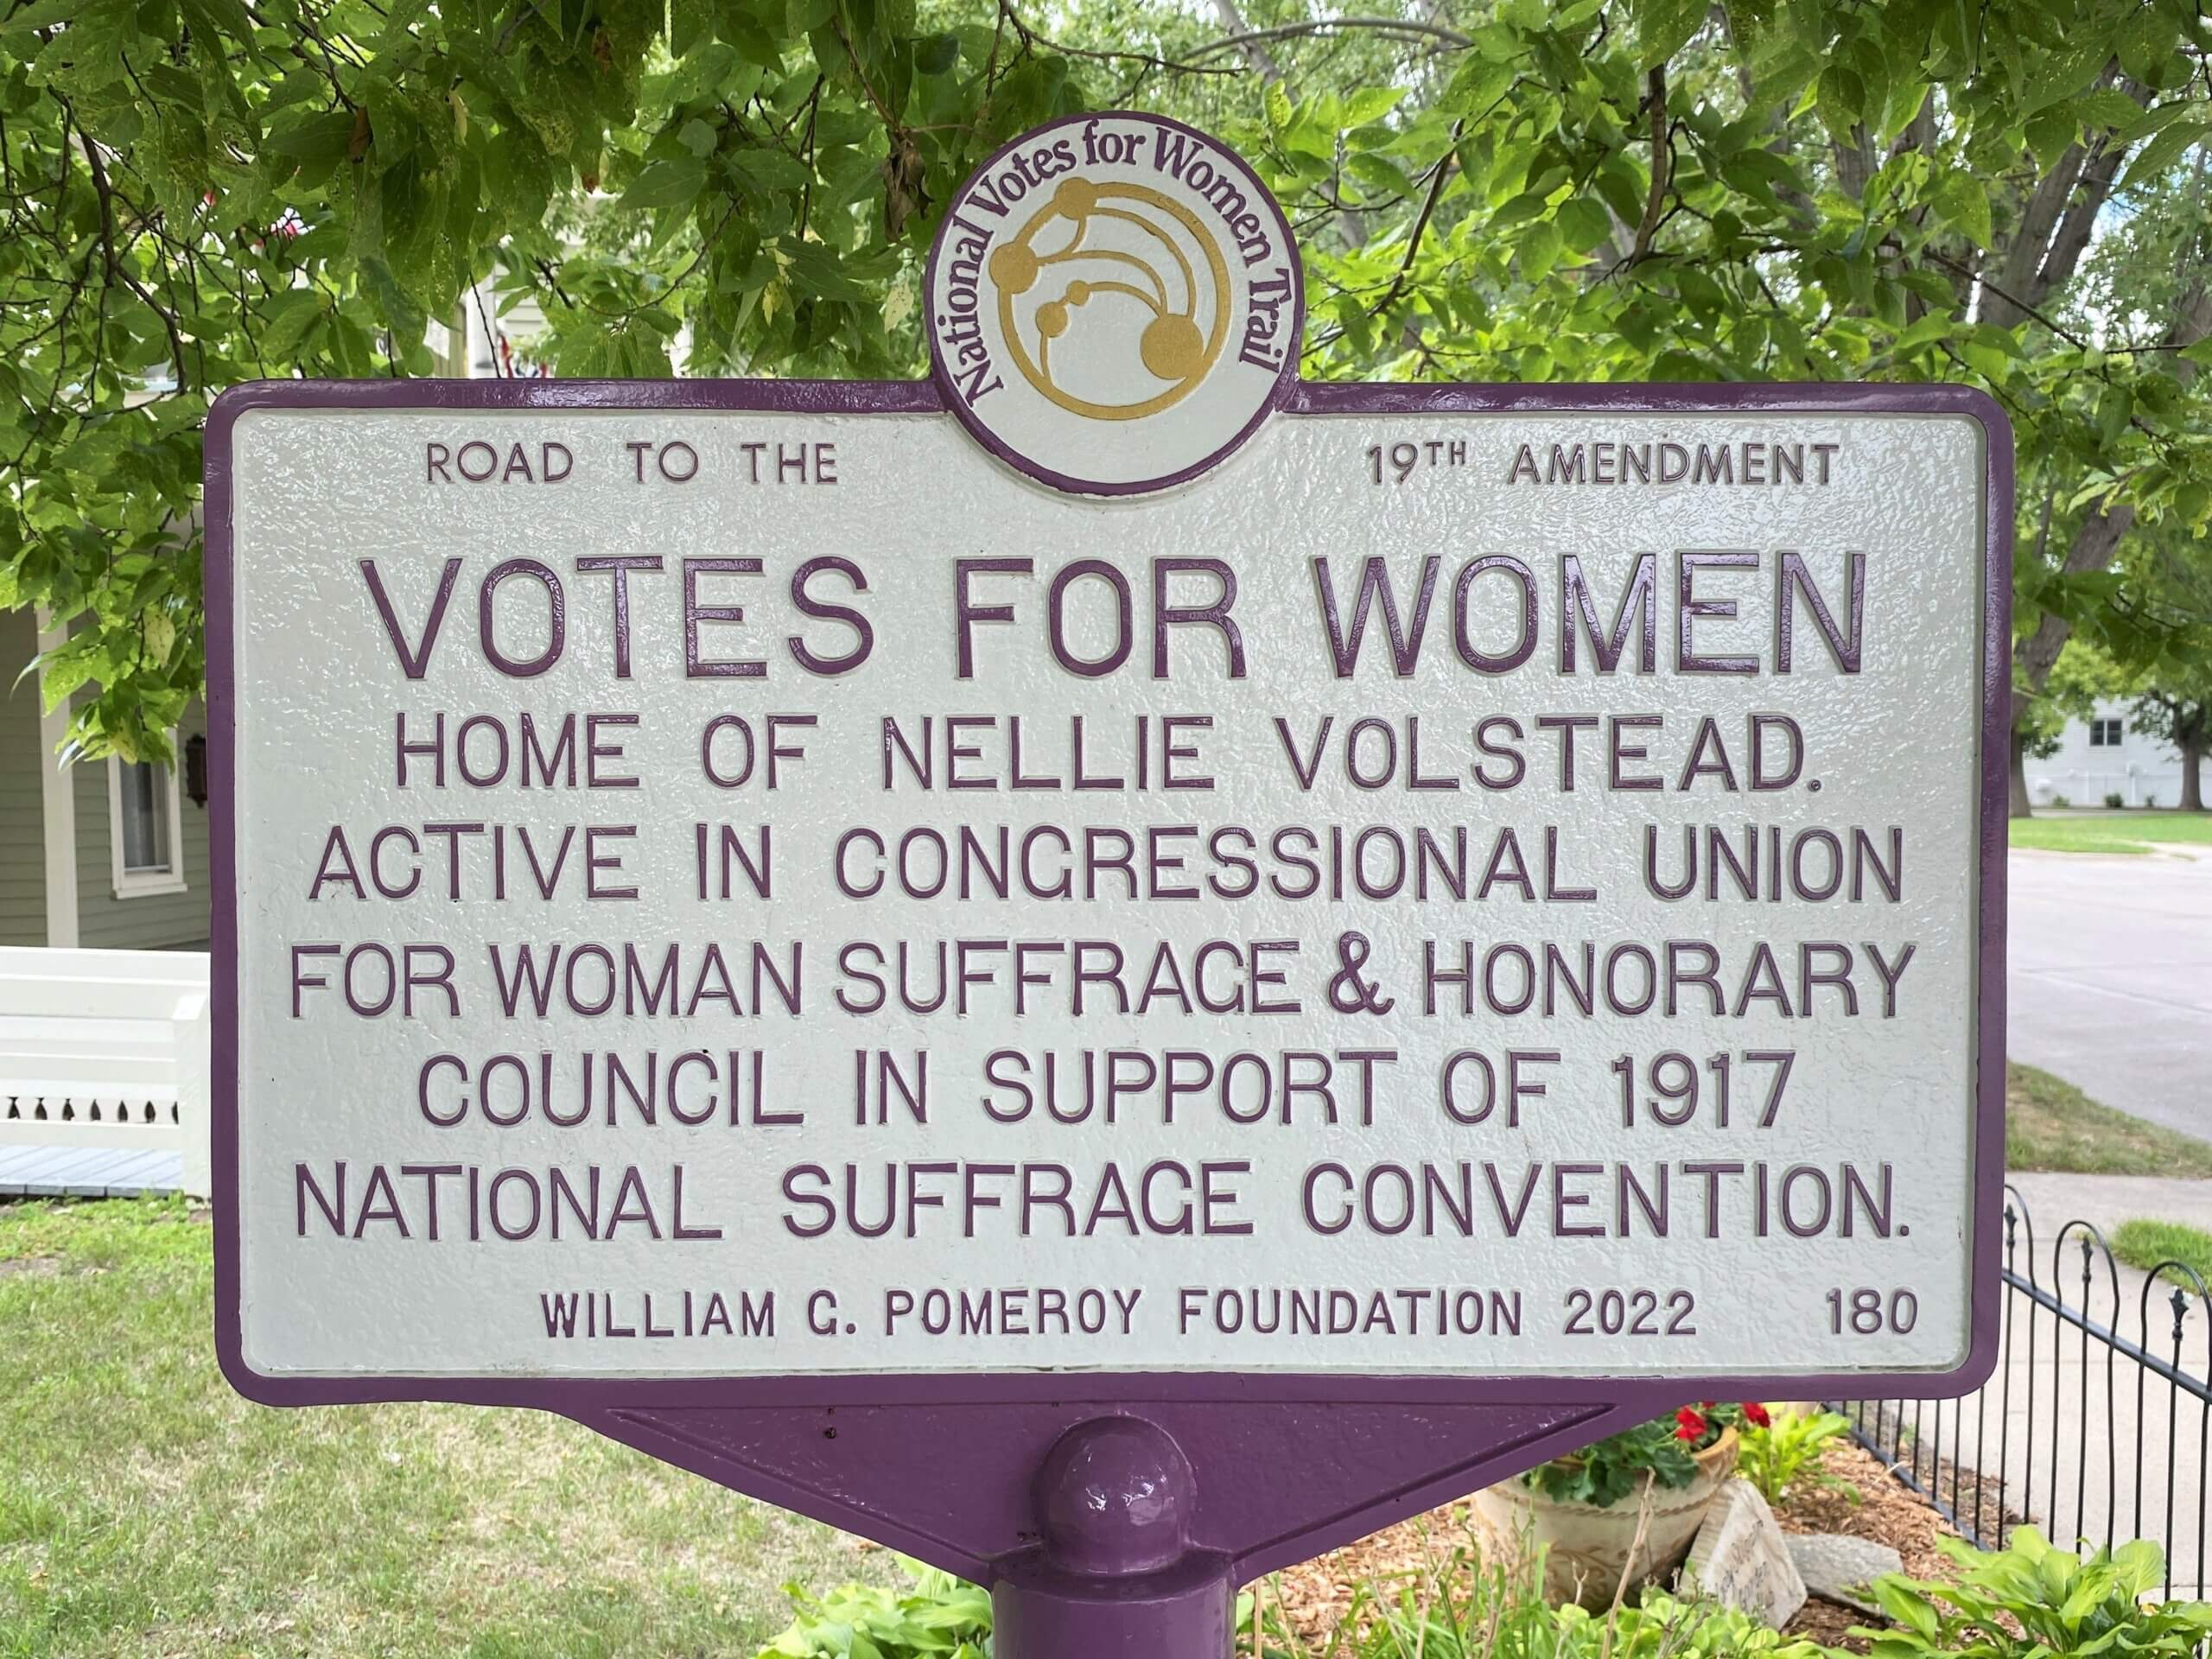 National Votes for Women Trail
ROAD TO THE 19TH AMENDMENT
VOTES FOR WOMEN
HOME OF NELLIE VOLSTEAD.
ACTIVE IN CONGRESSIONAL UNION
FOR WOMAN SUFFRAGE & HONORARY
COUNCIL IN SUPPORT OF 1917
NATIONAL SUFFRAGE CONVENTION.
WILLIAM G. POMEROY FOUNDATION 2022 180